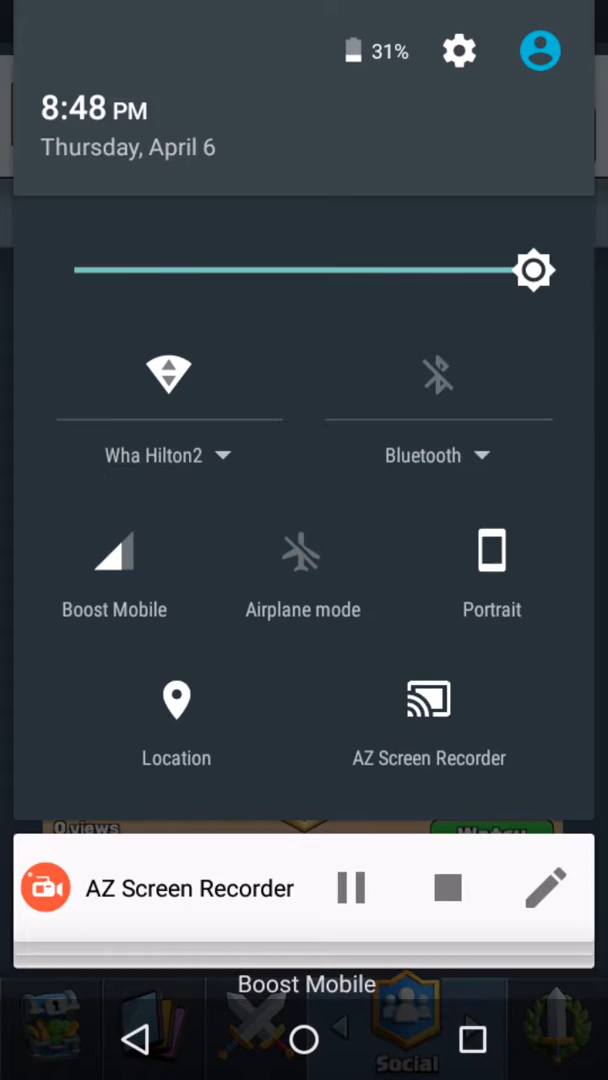 31%
8:48 PM
Thursday, April 6
Wha Hilton2
Bluetooth
Boost Mobile
Airplane mode
Portrait
Location
AZ Screen Recorder
0 views
Watch
AZ Screen Recorder
Boost Mobile
Social